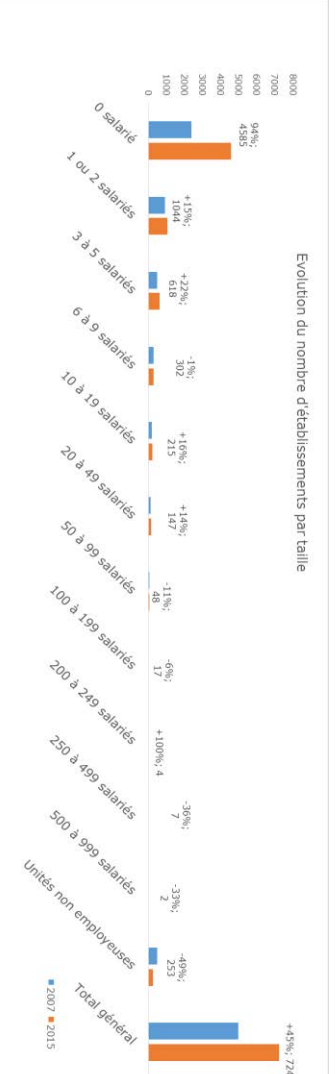 Evolution du nombre d'établissements par taille
8000
7000
6000
5000
4000
3000
2000
1000
0
94%;
4585
+15%;
1044
+22%;
618
-1%;
302
+16%;
215
+14%;
147
-11%;
48
-6%;
17
+100%; 4
-36%;
7
-33%;
2
-49%;
253
+45%; 724
0 salarié
1 ou 2 salariés
3 à 5 salariés
6 à 9 salariés
10 à 19 salariés
20 à 49 salariés
50 à 99 salariés
100 à 199 salariés
200 à 249 salariés
250 à 499 salariés
500 à 999 salariés
Unités non employeuses
Total général
2007 2015